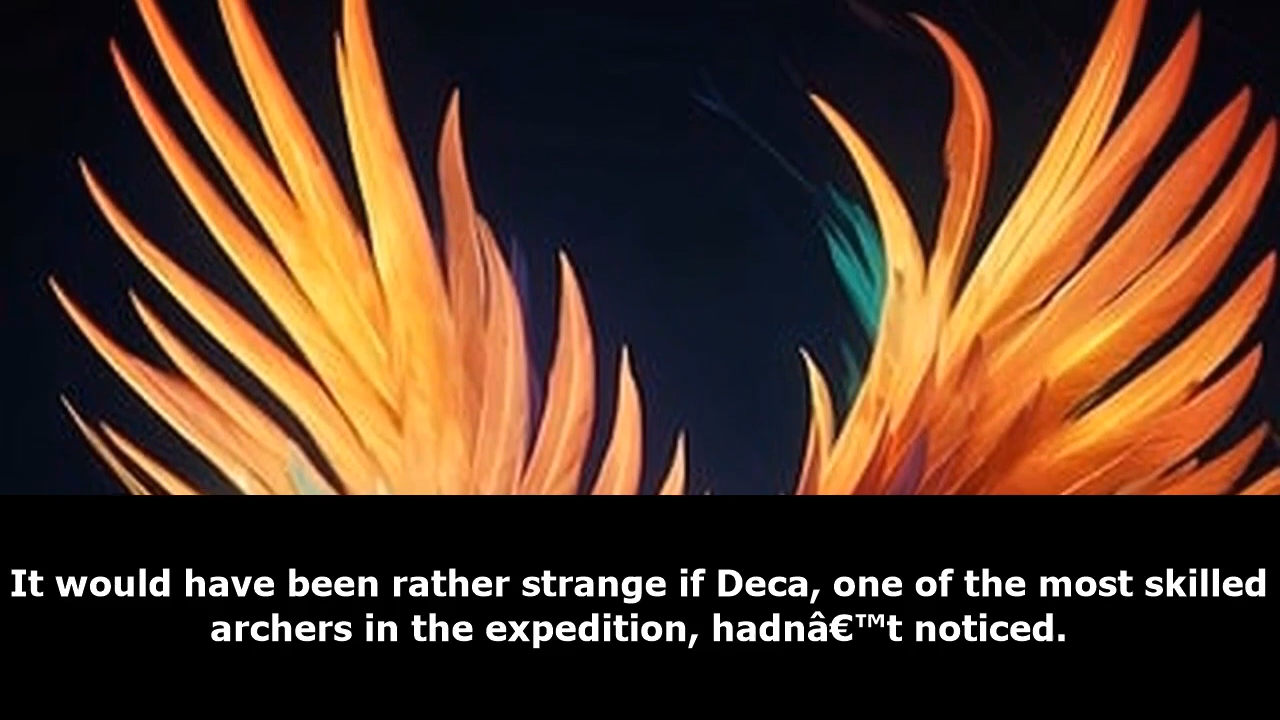 It would have been rather strange if Deca, one of the most skilled
archers in the expedition, hadnâ€™t noticed.